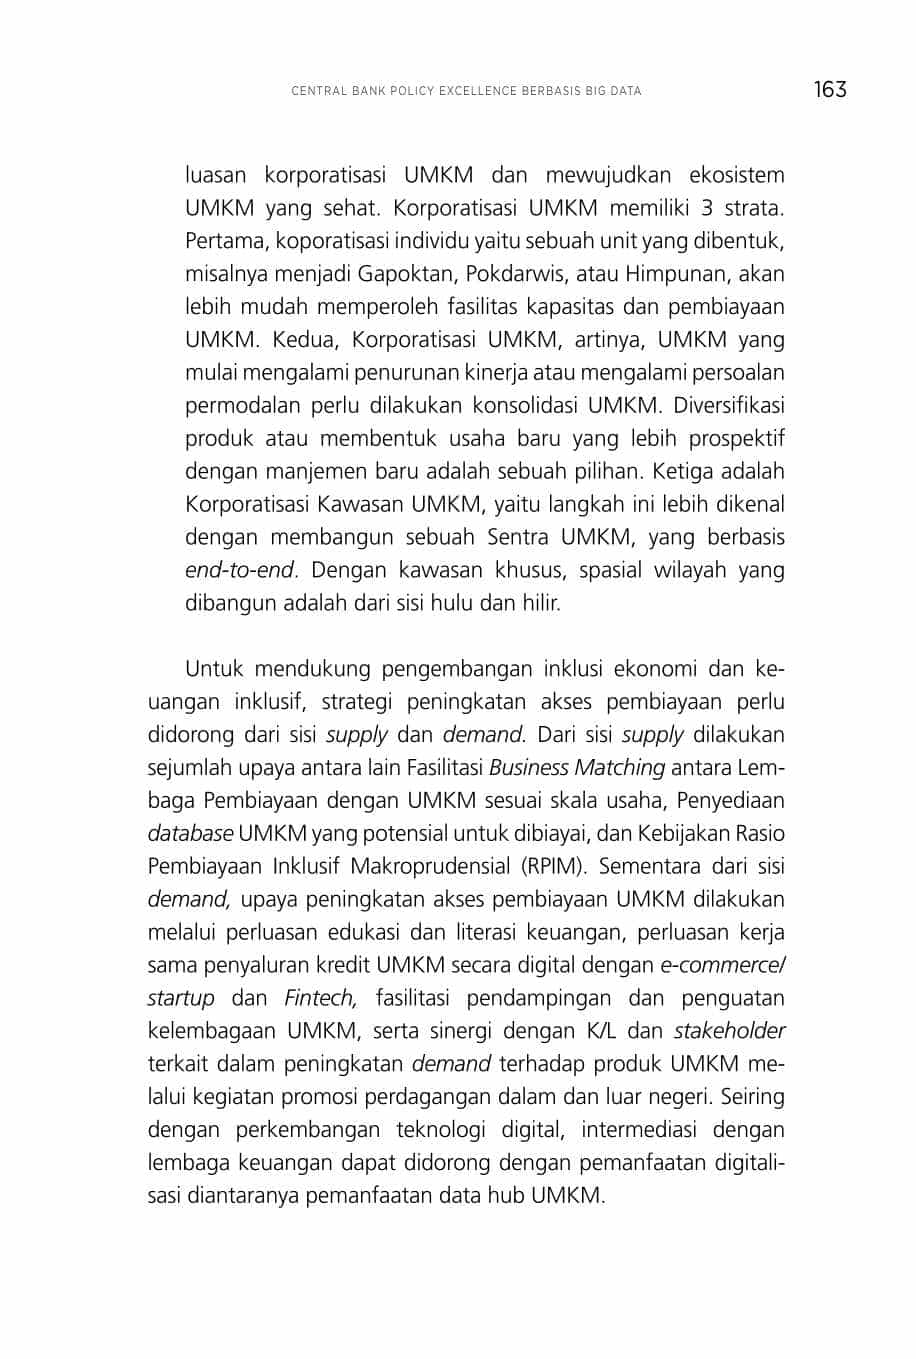 CENTRAL BANK POLICY EXCELLENCE BERBASIS BIG DATA 163
luasan korporatisasi UMKM dan mewujudkan ekosistem
UMKM yang sehat. Korporatisasi UMKM memiliki 3 strata.
Pertama, koporatisasi individu yaitu sebuah unit yang dibentuk,
misalnya menjadi Gapoktan, Pokdarwis, atau Himpunan, akan
lebih mudah memperoleh fasilitas kapasitas dan pembiayaan
UMKM. Kedua, Korporatisasi UMKM, artinya, UMKM yang
mulai mengalami penurunan kinerja atau mengalami persoalan
permodalan perlu dilakukan konsolidasi UMKM. Diversifikasi
produk atau membentuk usaha baru yang lebih prospektif
dengan manjemen baru adalah sebuah pilihan. Ketiga adalah
Korporatisasi Kawasan UMKM, yaitu langkah ini lebih dikenal
dengan membangun sebuah Sentra UMKM, yang berbasis
end-to-end. Dengan kawasan khusus, spasial wilayah yang
dibangun adalah dari sisi hulu dan hilir.
Untuk mendukung pengembangan inklusi ekonomi dan ke-
uangan inklusif, strategi peningkatan akses pembiayaan perlu
didorong dari sisi supply dan demand. Dari sisi supply dilakukan
sejumlah upaya antara lain Fasilitasi Business Matching antara Lem-
baga Pembiayaan dengan UMKM sesuai skala usaha, Penyediaan
database UMKM yang potensial untuk dibiayai, dan Kebijakan Rasio
Pembiayaan Inklusif Makroprudensial (RPIM). Sementara dari sisi
demand, upaya peningkatan akses pembiayaan UMKM dilakukan
melalui perluasan edukasi dan literasi keuangan, perluasan kerja
sama penyaluran kredit UMKM secara digital dengan e-commerce/
startup dan Fintech, fasilitasi pendampingan dan penguatan
kelembagaan UMKM, serta sinergi dengan K/L dan stakeholder
terkait dalam peningkatan demand terhadap produk UMKM me-
lalui kegiatan promosi perdagangan dalam dan luar negeri. Seiring
dengan perkembangan teknologi digital, intermediasi dengan
lembaga keuangan dapat didorong dengan pemanfaatan digitali-
sasi diantaranya pemanfaatan data hub UMKM.